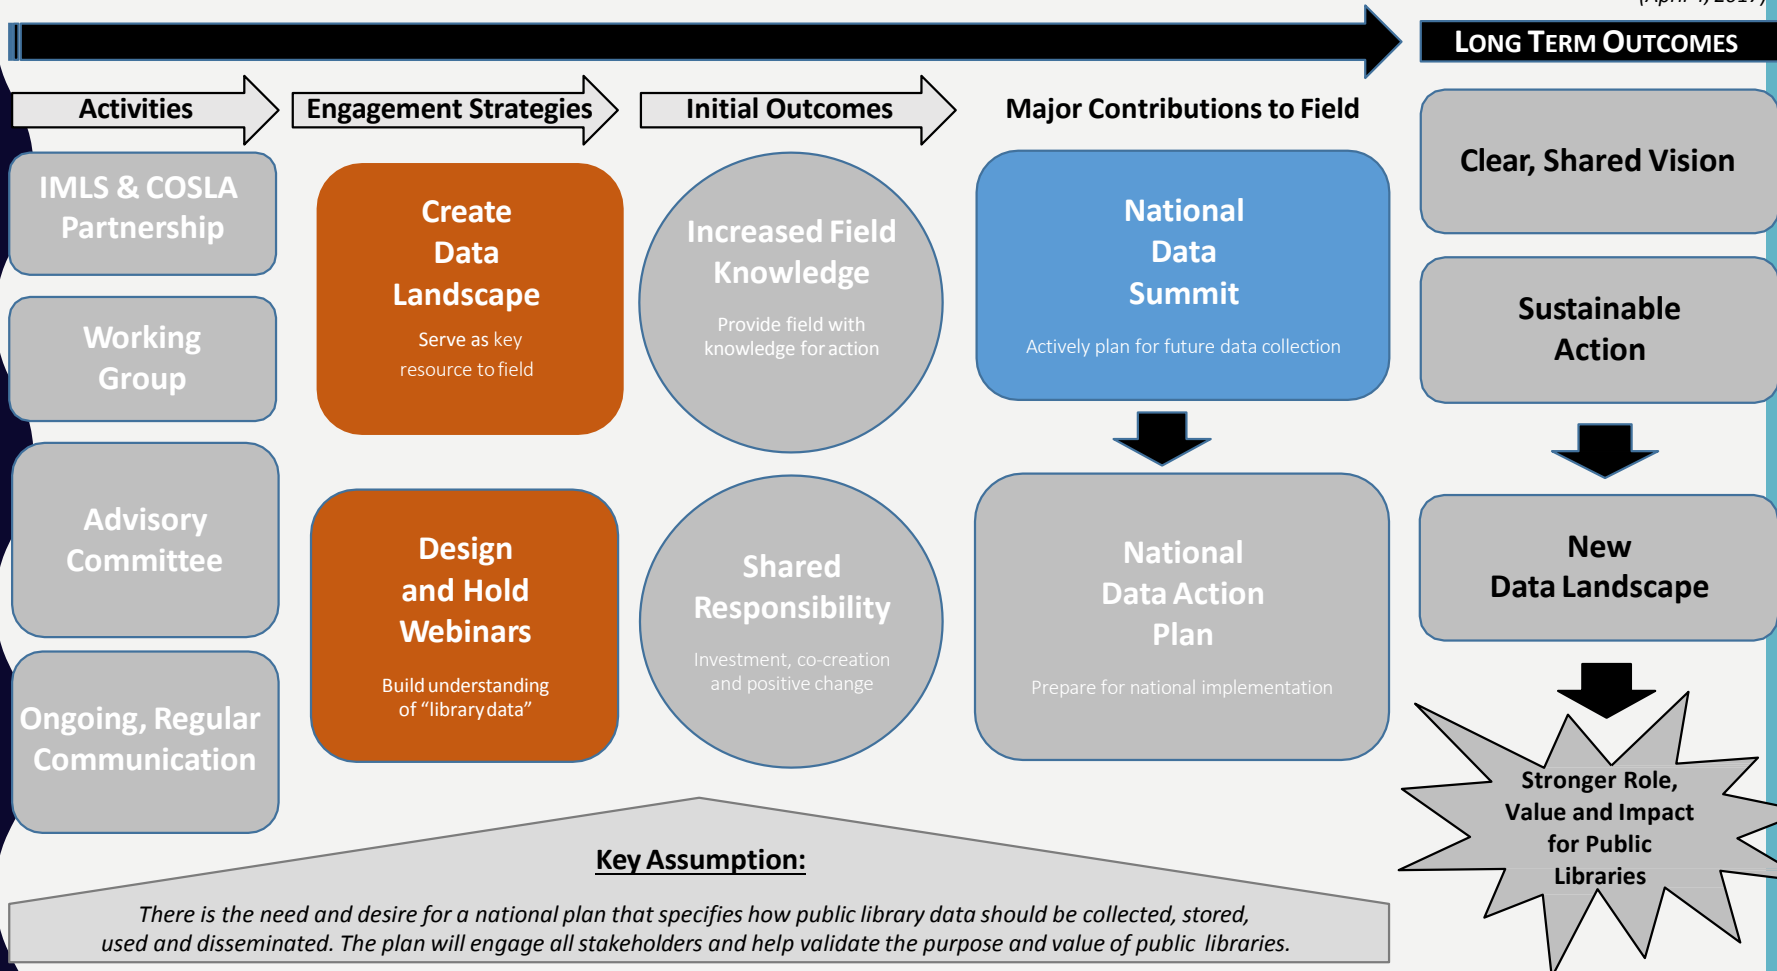 LONG TERM OUTCOMES
Activities
Engagement Strategies
Initial Outcomes
Major Contributions to Field
IMLS & COSLA
Partnership
Working
Group
Advisory
Committee
Ongoing, Regular
Communication
Create
Data
Landscape
Serve as key
resource to field
Design
and Hold
Webinars
Build understanding
of “library data”
Increased Field
Knowledge
Provide field with
knowledge for action
Shared
Responsibility
Investment, co-creation
and positive change
National
Data
Summit
Actively plan for future data collection
National
Data Action
Plan
Prepare for national implementation
Clear, Shared Vision
Sustainable
Action
New
Data Landscape
Stronger Role,
Value and Impact
for Public
Libraries
Key Assumption:
There is the need and desire for a national plan that specifies how public library data should be collected, stored,
used and disseminated. The plan will engage all stakeholders and help validate the purpose and value of public libraries.